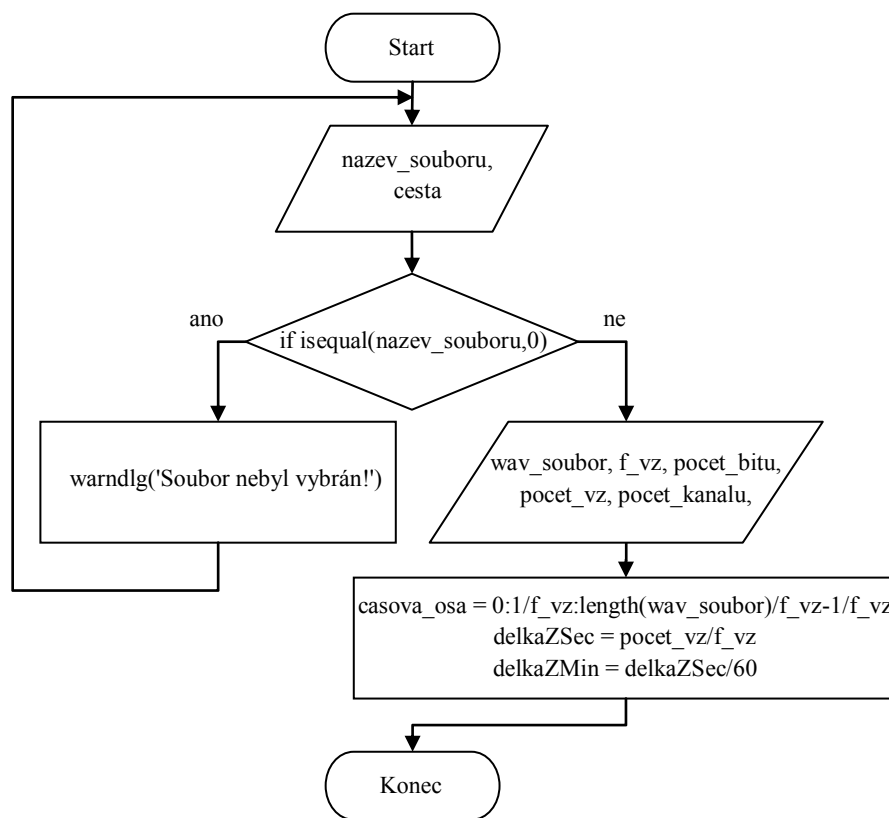 Start
nazev_souboru,
cesta
ano
ne
if isequal(nazev_souboru,0)
warndlg('Soubor nebyl vybrán!')
wav_soubor, f_vz, pocet_bitu,
pocet_vz, pocet_kanalu,
casova_osa = 0:1/f_vz:length(wav_soubor)/f_vz-1/f_vz
delkaZSec = pocet_vz/f_vz
delkaZMin = delkaZSec/60
Konec